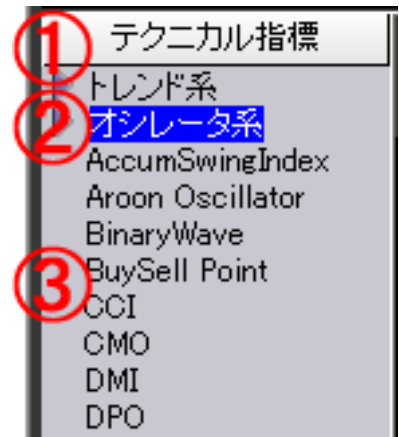 ① テクニカル指標
トレンド系
② オシレータ系
AccumSwingIndex
Aroon Oscillator
BinaryWave
③ BuySell Point
CCI
CMO
DMI
DPO